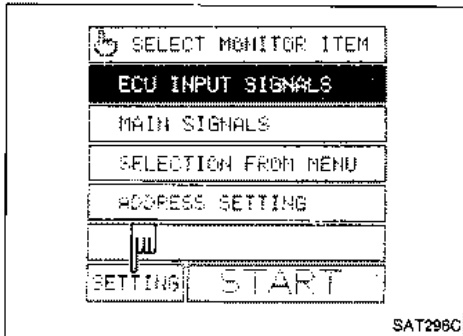 SELECT MONITOR ITEM
ECU INPUT SIGNALS
MAIN SIGNALS
SELECTION FROM MENU
ADDRESS SETTING
SETTING START
SAT296C